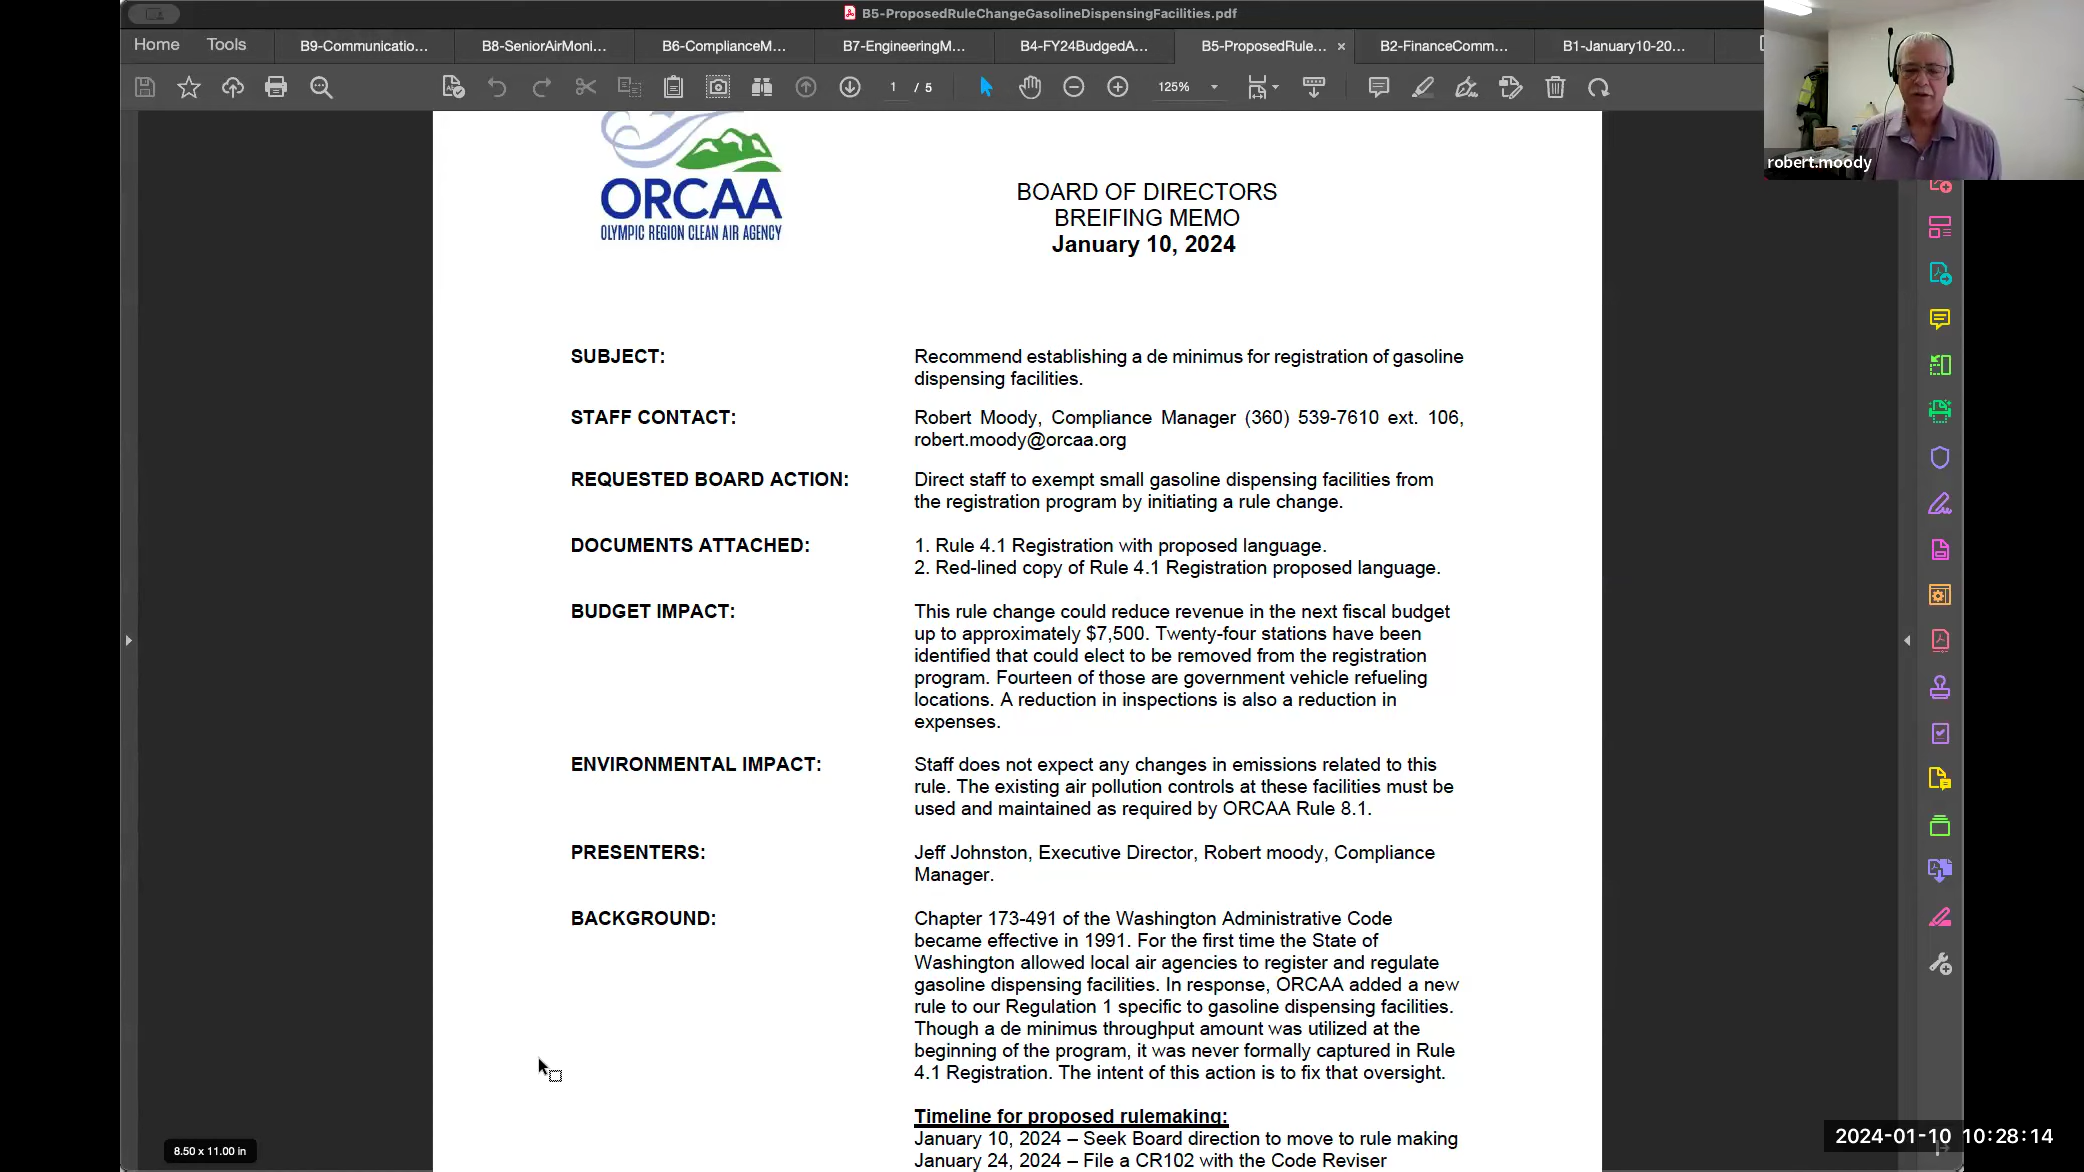 B5-ProposedRuleChangeGasolineDispensingFacilities.pdf
Home Tools B9-Communicatio... B8-SeniorAirMoni... B6-ComplianceM... B7-EngineeringM... B4-FY24BudgedA... B5-ProposedRule... × B2-FinanceComm... B1-January10-20...
1 / 5 125%
robert.moody
ORCAA
OLYMPIC REGION CLEAN AIR AGENCY
BOARD OF DIRECTORS
BREIFING MEMO
January 10, 2024
SUBJECT: Recommend establishing a de minimus for registration of gasoline
dispensing facilities.
STAFF CONTACT: Robert Moody, Compliance Manager (360) 539-7610 ext. 106,
robert.moody@orcaa.org
REQUESTED BOARD ACTION: Direct staff to exempt small gasoline dispensing facilities from
the registration program by initiating a rule change.
DOCUMENTS ATTACHED: 1. Rule 4.1 Registration with proposed language.
2. Red-lined copy of Rule 4.1 Registration proposed language.
BUDGET IMPACT: This rule change could reduce revenue in the next fiscal budget
up to approximately $7,500. Twenty-four stations have been
identified that could elect to be removed from the registration
program. Fourteen of those are government vehicle refueling
locations. A reduction in inspections is also a reduction in
expenses.
ENVIRONMENTAL IMPACT: Staff does not expect any changes in emissions related to this
rule. The existing air pollution controls at these facilities must be
used and maintained as required by ORCAA Rule 8.1.
PRESENTERS: Jeff Johnston, Executive Director, Robert moody, Compliance
Manager.
BACKGROUND: Chapter 173-491 of the Washington Administrative Code
became effective in 1991. For the first time the State of
Washington allowed local air agencies to register and regulate
gasoline dispensing facilities. In response, ORCAA added a new
rule to our Regulation 1 specific to gasoline dispensing facilities.
Though a de minimus throughput amount was utilized at the
beginning of the program, it was never formally captured in Rule
4.1 Registration. The intent of this action is to fix that oversight.
Timeline for proposed rulemaking:
January 10, 2024 – Seek Board direction to move to rule making
January 24, 2024 – File a CR102 with the Code Reviser
8.50 x 11.00 in
2024-01-10 10:28:14